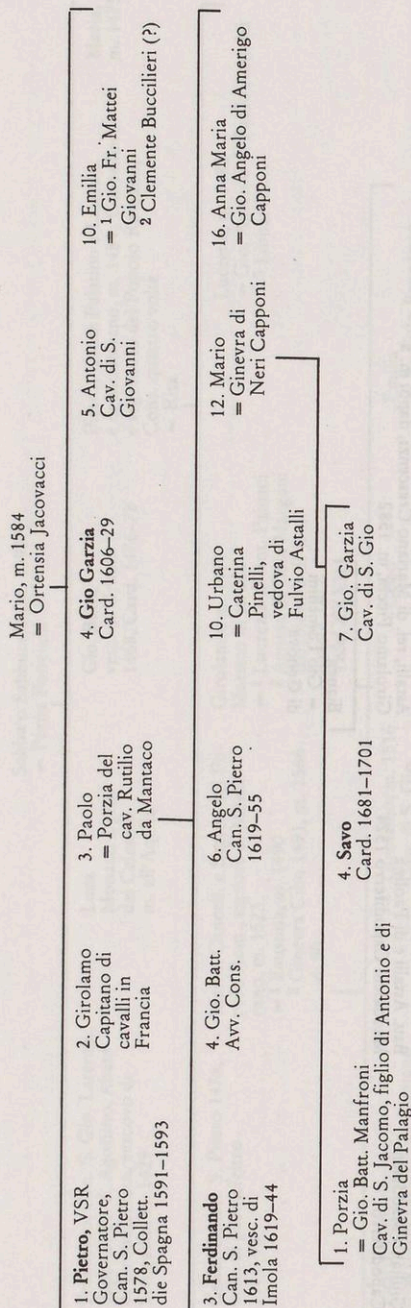 Mario, m. 1584
= Ortensia Jacovacci
1. Pietro, VSR
Governatore,
Can. S. Pietro
1578, Collett.
die Spagna 1591–1593
2. Girolamo
Capitano di
cavalli in
Francia
3. Paolo
= Porzia del
cav. Rutilio
da Mantaco
4. Gio Garzia
Card. 1606–29
5. Antonio
Cav. di S.
Giovanni
10. Emilia
= ¹ Gio. Fr. Mattei
Giovanni
² Clemente Buccilieri (?)
3. Ferdinando
Can. S. Pietro
1613, vesc. di
Imola 1619–44
4. Gio. Batt.
Avv. Cons.
6. Angelo
Can. S. Pietro
1619–55
10. Urbano
= Caterina
Pinelli,
vedova di
Fulvio Astalli
12. Mario
= Ginevra di
Neri Capponi
16. Anna Maria
= Gio. Angelo di Amerigo
Capponi
1. Porzia
= Gio. Batt. Manfroni
Cav. di S. Jacomo, figlio di Antonio e di
Ginevra del Palagio
4. Savo
Card. 1681–1701
7. Gio. Garzia
Cav. di S. Gio